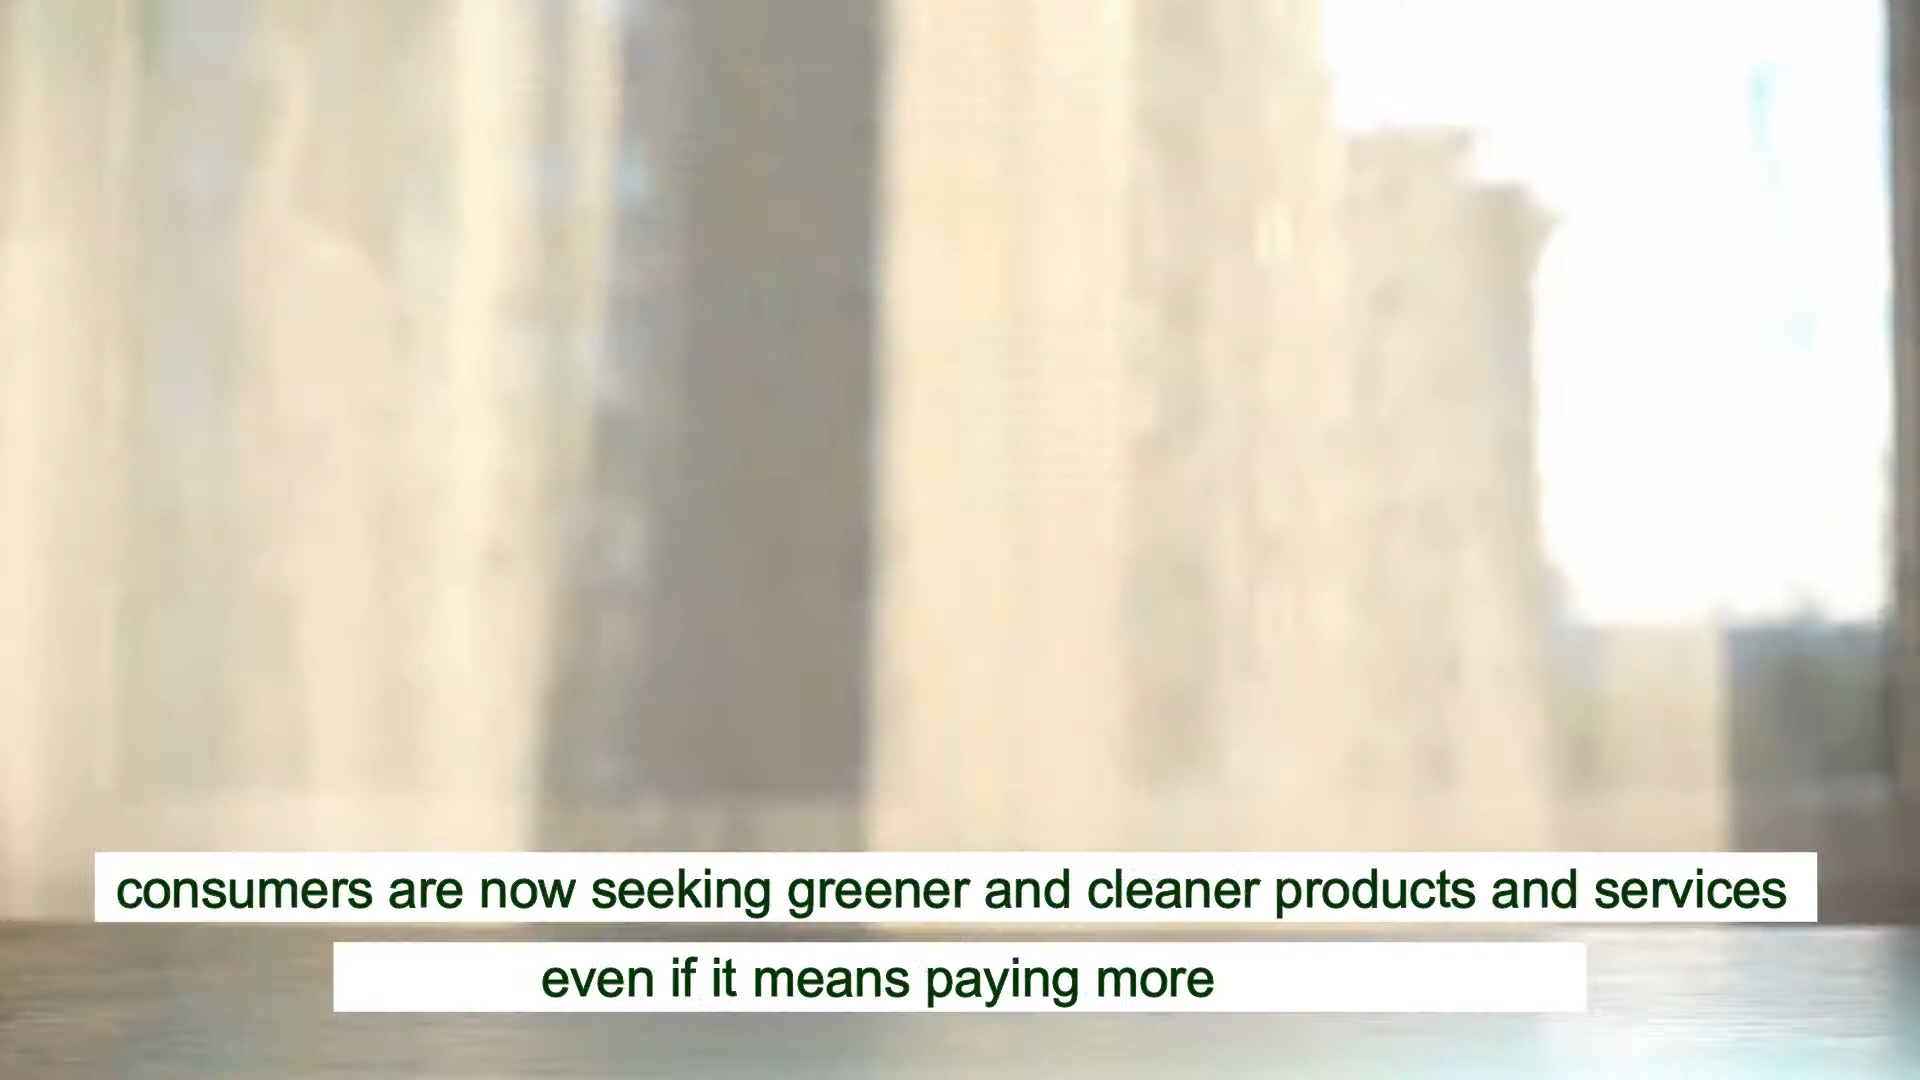 consumers are now seeking greener and cleaner products and services
even if it means paying more